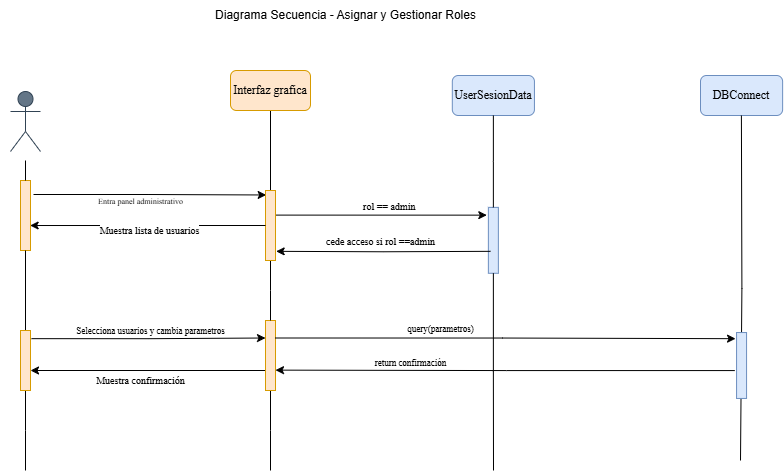 Diagrama Secuencia - Asignar y Gestionar Roles
Interfaz grafica
UserSesionData
DBConnect
Entra panel administrativo
rol == admin
Muestra lista de usuarios
cede acceso si rol ==admin
Selecciona usuarios y cambia parametros
query(parametros)
return confirmación
Muestra confirmación